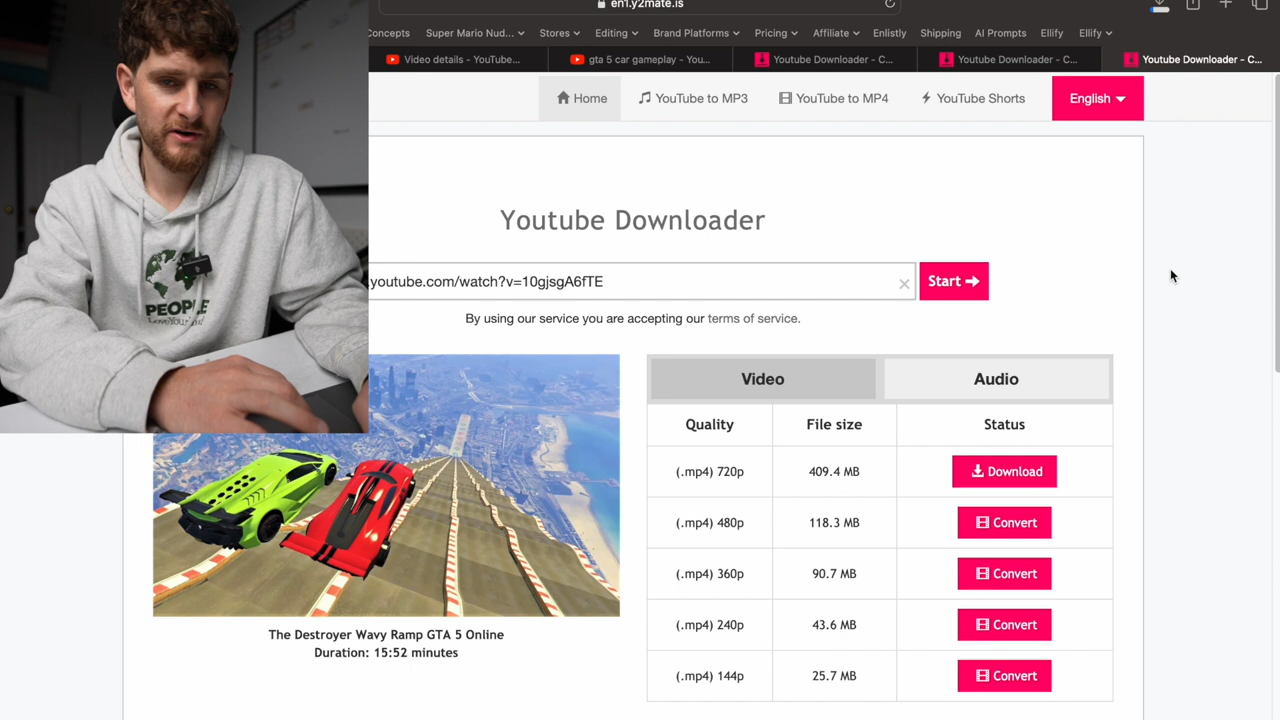 en1.y2mate.is
Concepts Super Mario Nud... Stores Editing Brand Platforms Pricing Affiliate Enlistly Shipping AI Prompts Ellify Ellify
Video details - YouTube... gta 5 car gameplay - You... Youtube Downloader - C... Youtube Downloader - C... Youtube Downloader - C...
Home YouTube to MP3 YouTube to MP4 YouTube Shorts English
Youtube Downloader
.youtube.com/watch?v=10gjsgA6fTE × Start
By using our service you are accepting our terms of service.
PEOPLE
Video Audio
Quality File size Status
(.mp4) 720p 409.4 MB Download
(.mp4) 480p 118.3 MB Convert
(.mp4) 360p 90.7 MB Convert
(.mp4) 240p 43.6 MB Convert
(.mp4) 144p 25.7 MB Convert
The Destroyer Wavy Ramp GTA 5 Online
Duration: 15:52 minutes